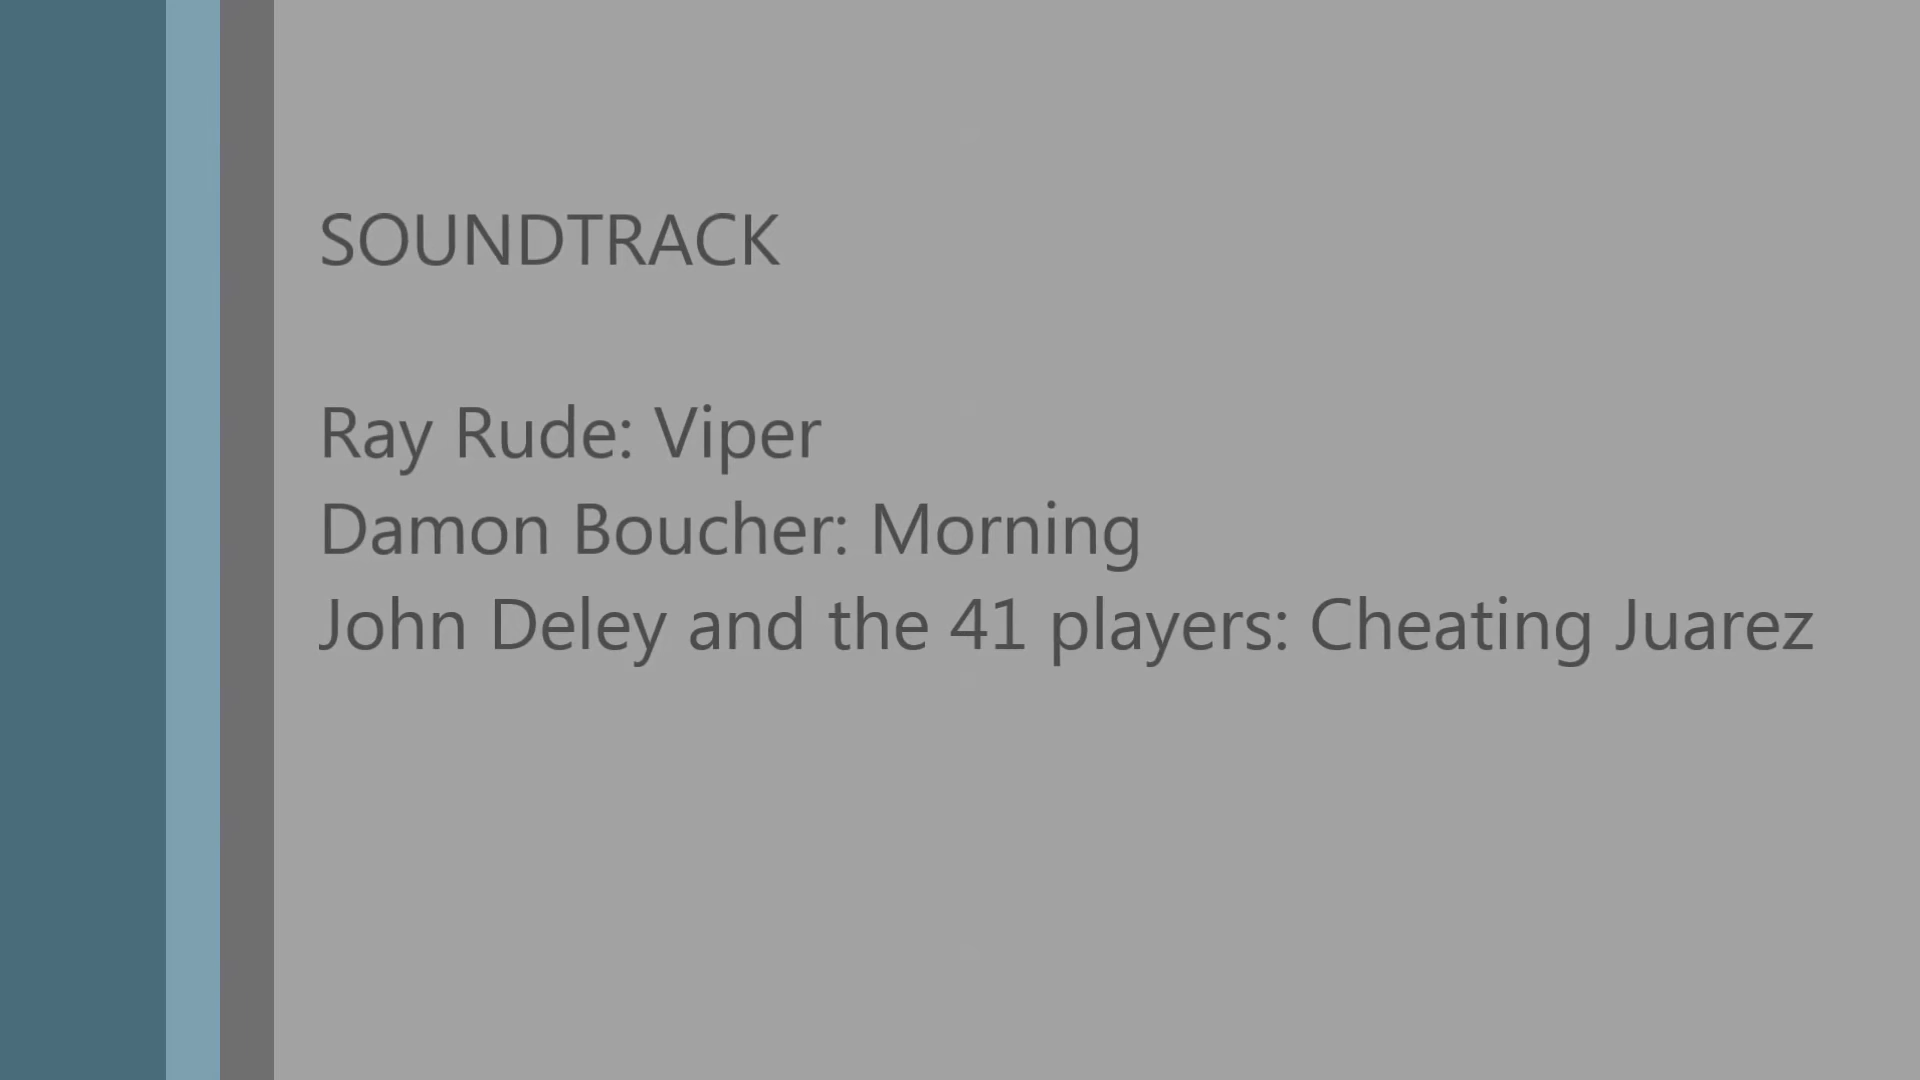 SOUNDTRACK
Ray Rude: Viper
Damon Boucher: Morning
John Deley and the 41 players: Cheating Juarez